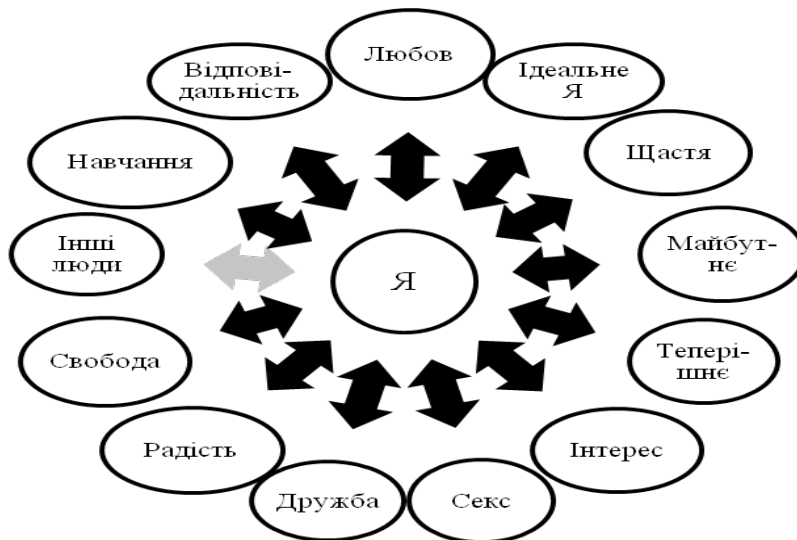 Любов
Ідеальне
Я
Щастя
Майбут-
нє
Тепері-
шнє
Інтерес
Секс
Дружба
Радість
Свобода
Інші
люди
Навчання
Відпові-
дальність
Я